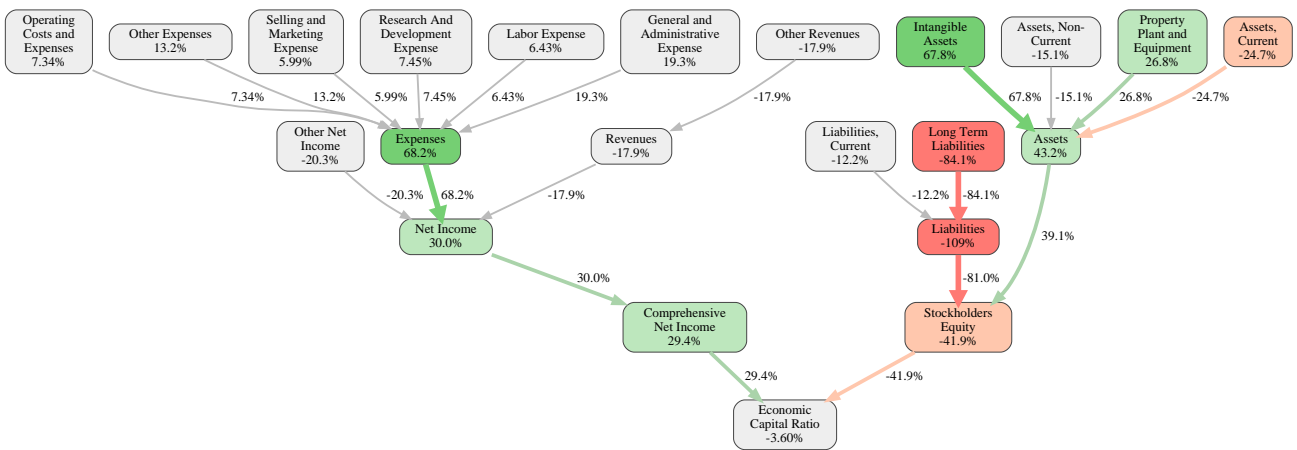 Operating
Costs and
Expenses
7.34%
Other Expenses
13.2%
Selling and
Marketing
Expense
5.99%
Research And
Development
Expense
7.45%
Labor Expense
6.43%
General and
Administrative
Expense
19.3%
Other Revenues
-17.9%
Intangible
Assets
67.8%
Assets, Non-
Current
-15.1%
Property
Plant and
Equipment
26.8%
Assets,
Current
-24.7%
7.34%
13.2%
5.99%
7.45%
6.43%
19.3%
-17.9%
67.8%
-15.1%
26.8%
-24.7%
Other Net
Income
-20.3%
Expenses
68.2%
Revenues
-17.9%
Liabilities,
Current
-12.2%
Long Term
Liabilities
-84.1%
Assets
43.2%
-20.3%
68.2%
-17.9%
-12.2%
-84.1%
Net Income
30.0%
Liabilities
-109%
39.1%
30.0%
-81.0%
Comprehensive
Net Income
29.4%
Stockholders
Equity
-41.9%
29.4%
-41.9%
Economic
Capital Ratio
-3.60%